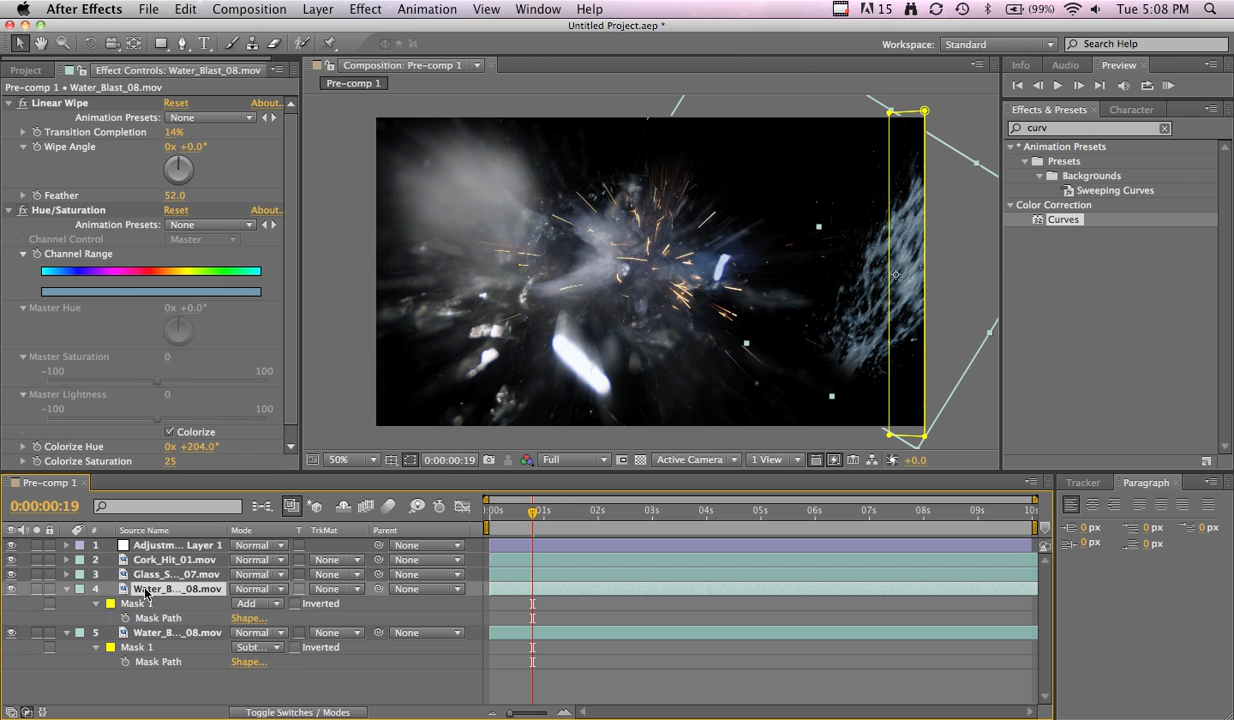 After Effects File Edit Composition Layer Effect Animation View Window Help 15 (99%) Tue 5:08 PM
Untitled Project.aep *
Workspace: Standard Search Help
Project Effect Controls: Water_Blast_08.mov
Pre-comp 1 • Water_Blast_08.mov
fx Linear Wipe Reset About...
Animation Presets: None
Transition Completion 14%
Wipe Angle 0x +0.0°
Feather 52.0
fx Hue/Saturation Reset About...
Animation Presets: None
Channel Control Master
Channel Range
Master Hue 0x +0.0°
Master Saturation 0
-100 100
Master Lightness 0
-100 100
Colorize
Colorize Hue 0x +204.0°
Colorize Saturation 25
Composition: Pre-comp 1
Pre-comp 1
50% 0:00:00:19 Full Active Camera 1 View +0.0
Info Audio Preview
Effects & Presets Character
curv
* Animation Presets
Presets
Backgrounds
Sweeping Curves
Color Correction
32 Curves
Pre-comp 1
0:00:00:19
):00s 01s 02s 03s 04s 05s 06s 07s 08s 09s 10s
# Source Name Mode T TrkMat Parent
1 Adjustm... Layer 1 Normal None
2 Cork_Hit_01.mov Normal None None
3 Glass_S..._07.mov Normal None None
4 Water_B..._08.mov Normal None None
Mask 1 Add Inverted
Mask Path Shape...
5 Water_B..._08.mov Normal None None
Mask 1 Subt... Inverted
Mask Path Shape...
Toggle Switches / Modes
Tracker Paragraph
0 px 0 px 0 px
0 px 0 px